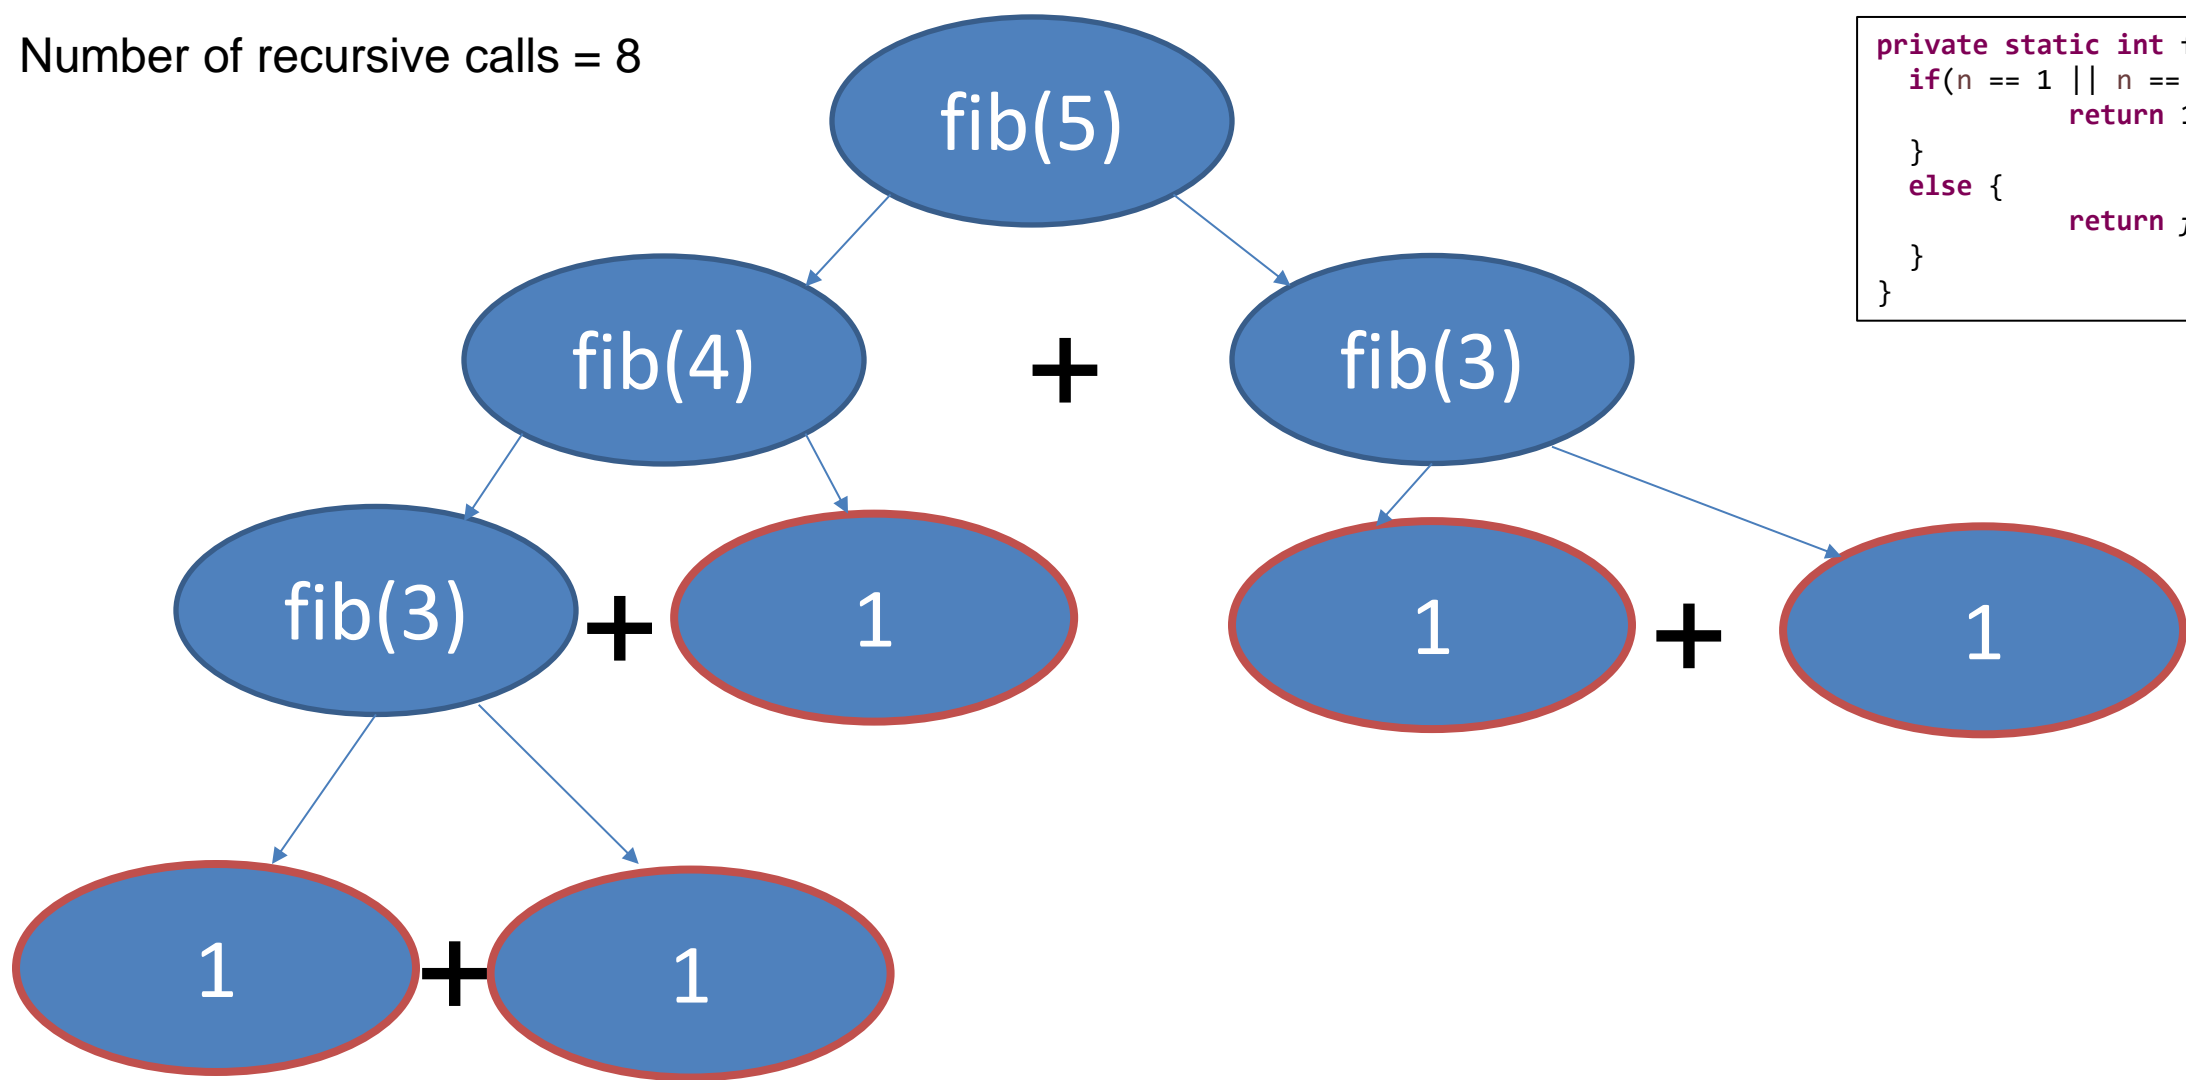 Number of recursive calls = 8
private static int
if(n == 1 || n ==
return 1
}
else {
return
}
}
fib(5)
fib(4)
+
fib(3)
fib(3)
+
1
1
+
1
1
+
1